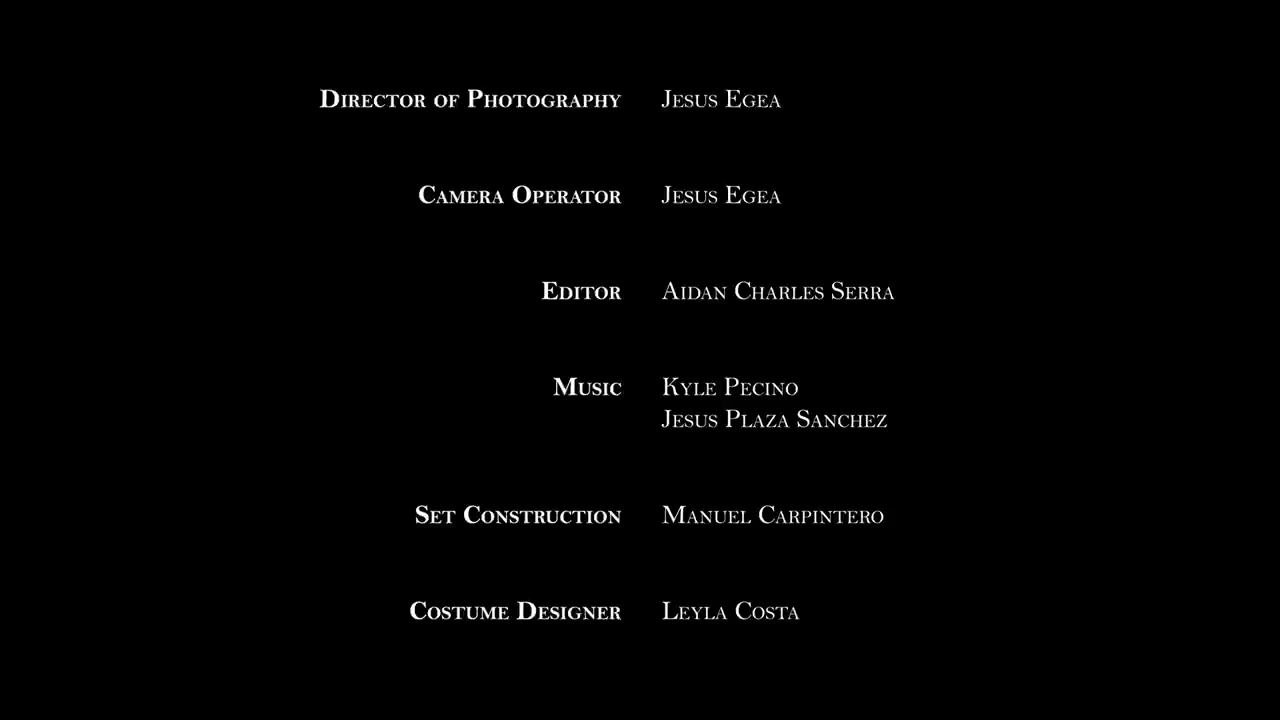 Director of Photography Jesus Egea
Camera Operator Jesus Egea
Editor Aidan Charles Serra
Music Kyle Pecino
Jesus Plaza Sanchez
Set Construction Manuel Carpintero
Costume Designer Leyla Costa